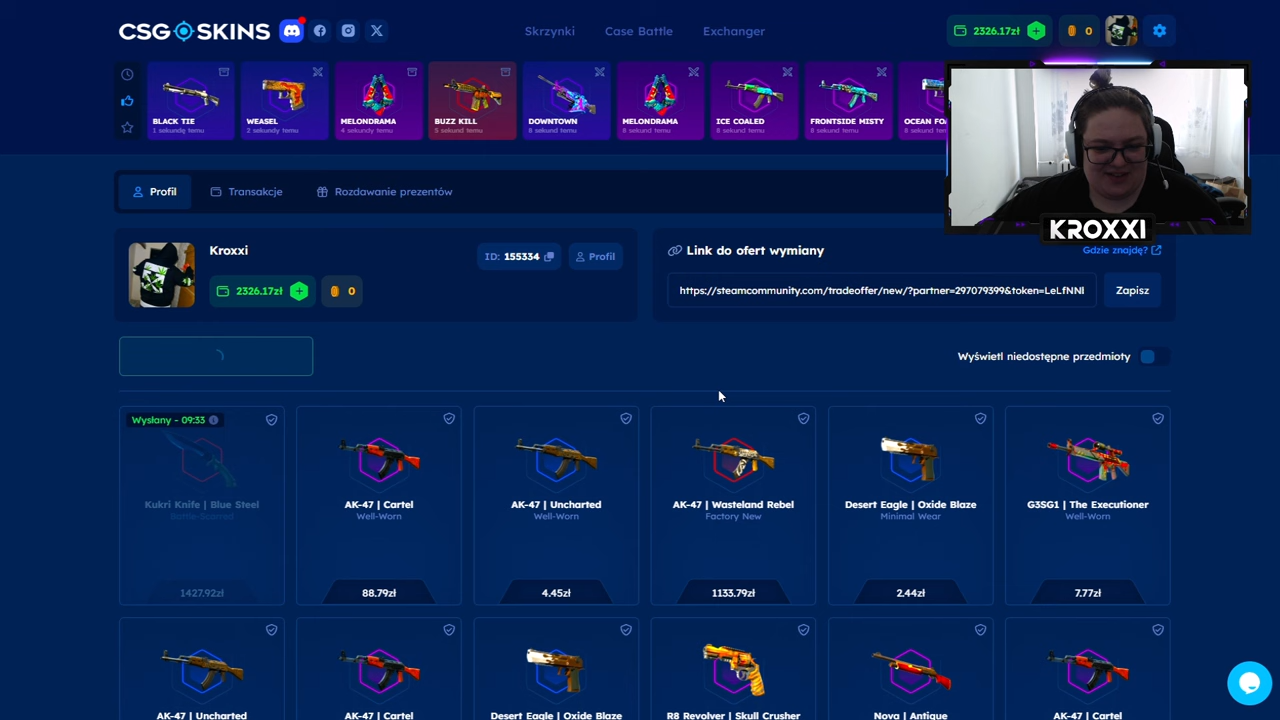 CSG SKINS
Skrzynki
Case Battle
Exchanger
2326.17zł
0
BLACK TIE
1 sekundę temu
WEASEL
2 sekundy temu
MELONDRAMA
4 sekundy temu
BUZZ KILL
5 sekund temu
DOWNTOWN
8 sekund temu
MELONDRAMA
8 sekund temu
ICE COALED
8 sekund temu
FRONTSIDE MISTY
8 sekund temu
OCEAN
8 sekund
KROXXI
Profil
Transakcje
Rozdawanie prezentów
Kroxxi
2326.17zł
0
ID: 155334
Profil
Link do ofert wymiany
Gdzie znajdę?
https://steamcommunity.com/tradeoffer/new/?partner=297079399&token=LeLfNNI
Zapisz
Wyświetl niedostępne przedmioty
Wysłany - 09:33
Kukri Knife | Blue Steel
Battle-Scarred
1427.92zł
AK-47 | Cartel
Well-Worn
88.79zł
AK-47 | Uncharted
Well-Worn
4.45zł
AK-47 | Wasteland Rebel
Factory New
1133.79zł
Desert Eagle | Oxide Blaze
Minimal Wear
2.44zł
G3SG1 | The Executioner
Well-Worn
7.77zł
AK-47 | Uncharted
AK-47 | Cartel
Desert Eagle | Oxide Blaze
R8 Revolver | Skull Crusher
Nova | Antique
AK-47 | Cartel